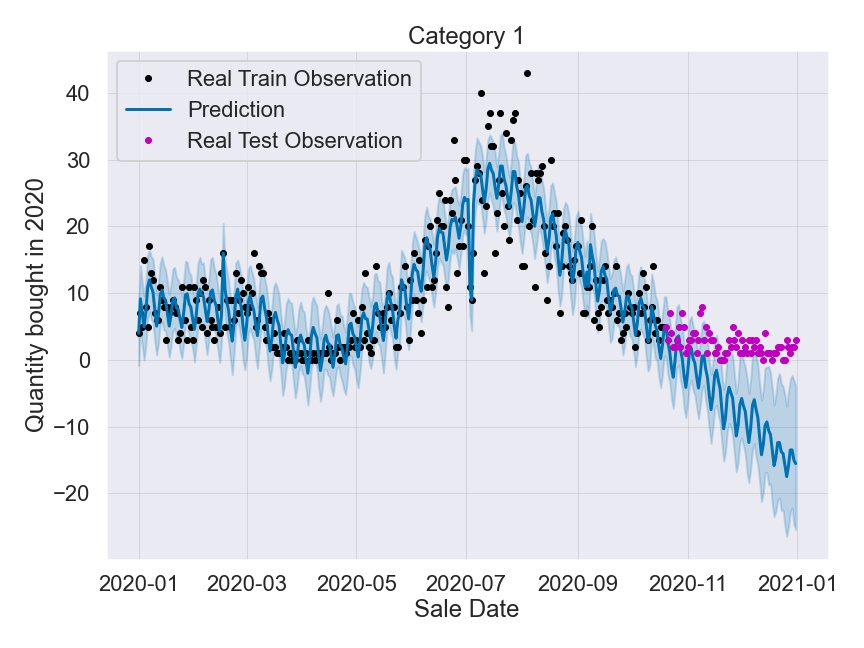 Category 1
Real Train Observation
Prediction
Real Test Observation
Quantity bought in 2020
40
30
20
10
0
−10
−20
2020-01 2020-03 2020-05 2020-07 2020-09 2020-11 2021-01
Sale Date